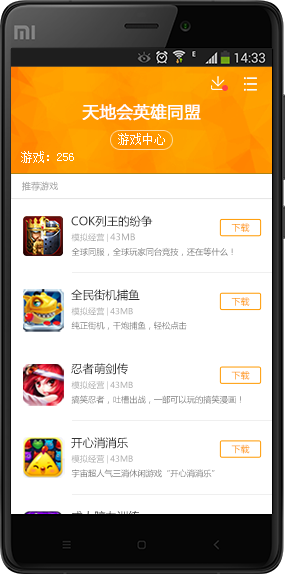 MI
E
14:33
天地会英雄同盟
游戏中心
游戏：256
推荐游戏
COK列王的纷争
模拟经营 | 43MB
全球同服，全球玩家同台竞技，还在等什么！
下载
全民街机捕鱼
模拟经营 | 43MB
纯正街机，千炮捕鱼，轻松点击
下载
忍者萌剑传
模拟经营 | 43MB
搞笑忍者，吐槽出战，一部可以玩的搞笑漫画！
下载
开心消消乐
模拟经营 | 43MB
宇宙超人气三消休闲游戏“开心消消乐”
下载